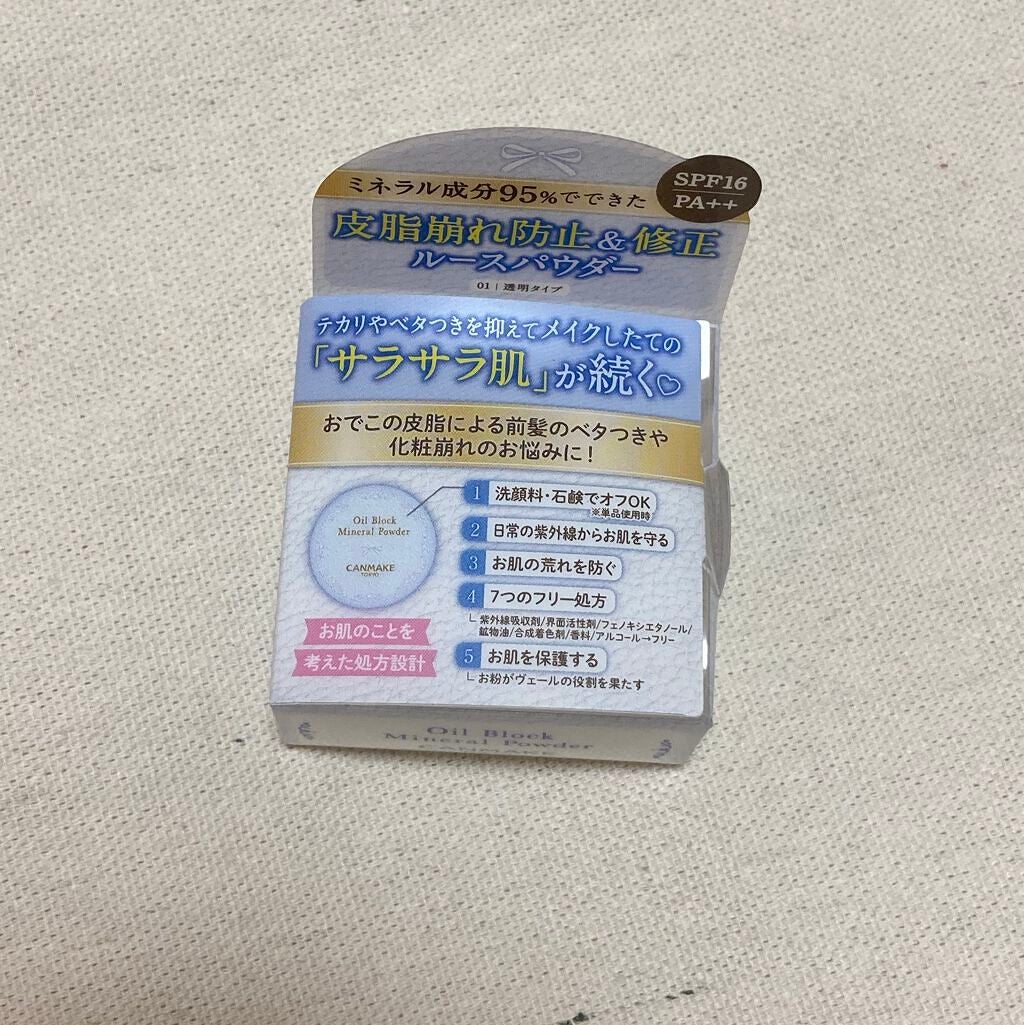 ミネラル成分95%でできた
SPF16
PA++
皮脂崩れ防止&修正
ルースパウダー
01 | 透明タイプ
テカリやベタつきを抑えてメイクしたての
「サラサラ肌」が続く♡
おでこの皮脂による前髪のベタつきや
化粧崩れのお悩みに!
Oil Block
Mineral Powder
CANMAKE
TOKYO
お肌のことを
考えた処方設計
1 洗顔料・石鹸でオフOK
※単品使用時
2 日常の紫外線からお肌を守る
3 お肌の荒れを防ぐ
4 7つのフリー処方
└ 紫外線吸収剤/界面活性剤/フェノキシエタノール/
鉱物油/合成着色剤/香料/アルコール→フリー
5 お肌を保護する
└ お粉がヴェールの役割を果たす
Oil Block
Mineral Powder
CANMAKE